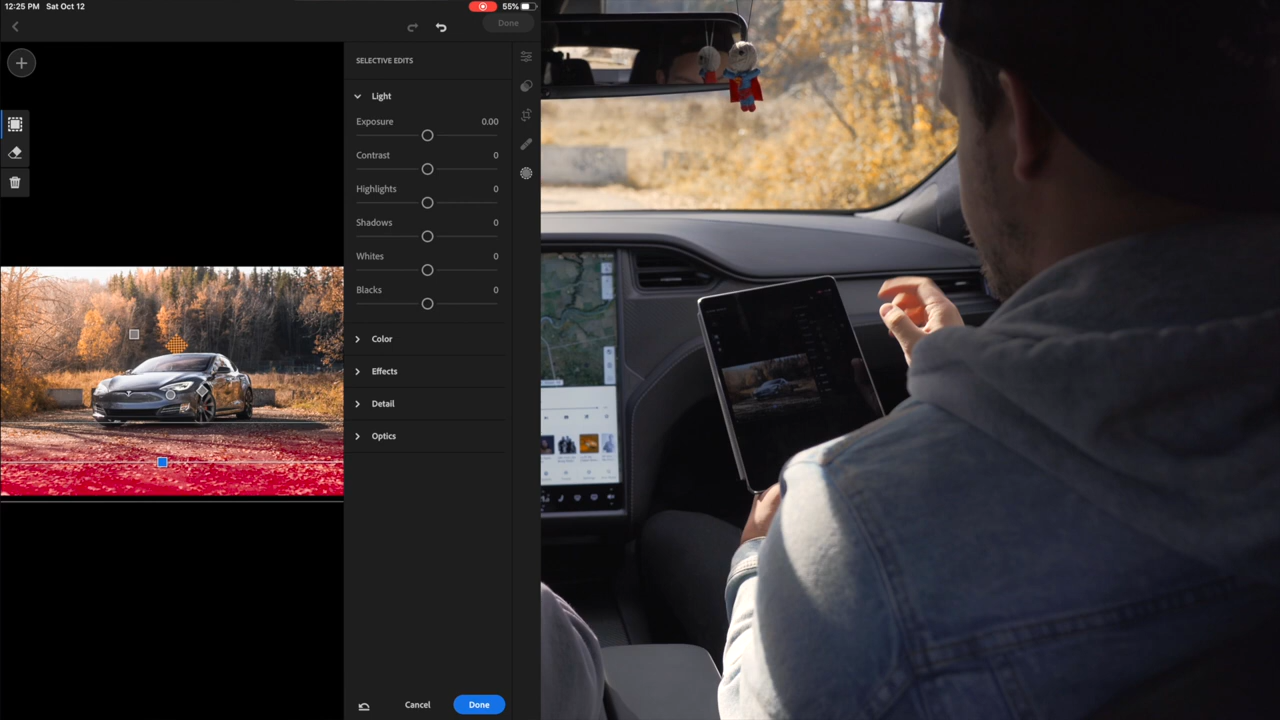 12:25 PM Sat Oct 12
55%
Done
SELECTIVE EDITS
Light
Exposure 0.00
Contrast 0
Highlights 0
Shadows 0
Whites 0
Blacks 0
Color
Effects
Detail
Optics
Cancel Done